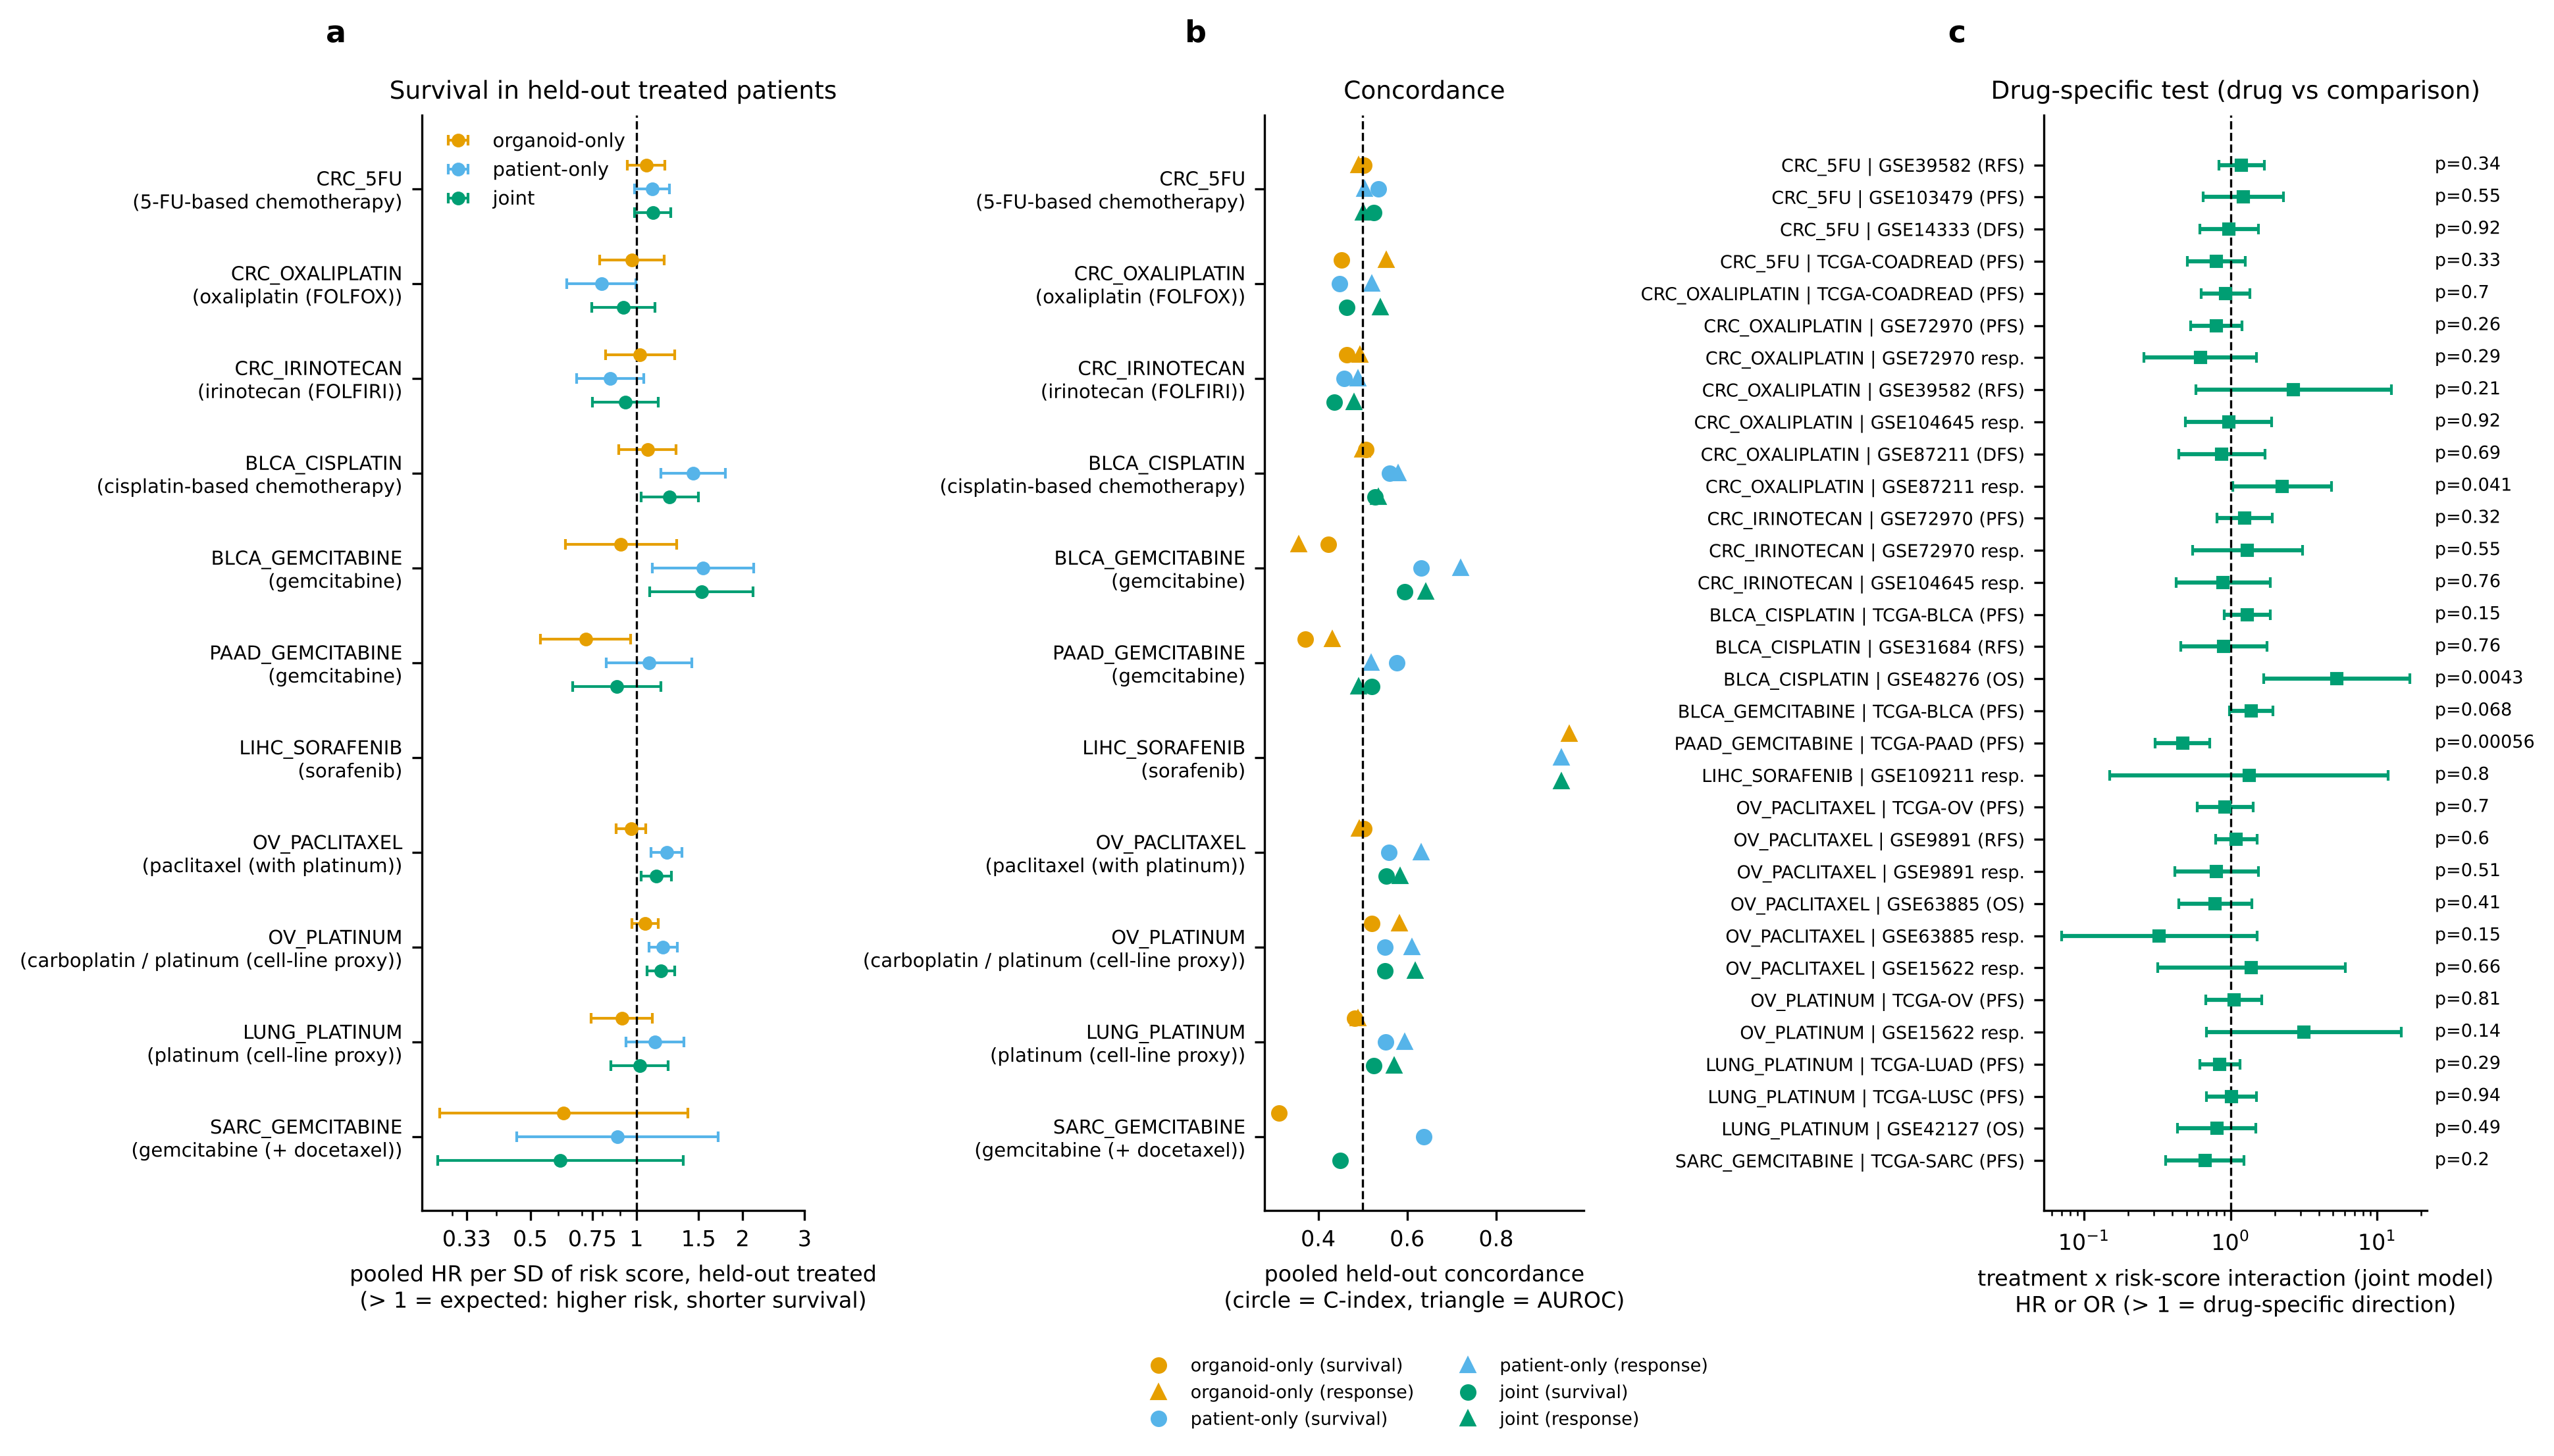 a
Survival in held-out treated patients
organoid-only
patient-only
joint
CRC_5FU
(5-FU-based chemotherapy)
CRC_OXALIPLATIN
(oxaliplatin (FOLFOX))
CRC_IRINOTECAN
(irinotecan (FOLFIRI))
BLCA_CISPLATIN
(cisplatin-based chemotherapy)
BLCA_GEMCITABINE
(gemcitabine)
PAAD_GEMCITABINE
(gemcitabine)
LIHC_SORAFENIB
(sorafenib)
OV_PACLITAXEL
(paclitaxel (with platinum))
OV_PLATINUM
(carboplatin / platinum (cell-line proxy))
LUNG_PLATINUM
(platinum (cell-line proxy))
SARC_GEMCITABINE
(gemcitabine (+ docetaxel))
0.33 0.5 0.75 1 1.5 2 3
pooled HR per SD of risk score, held-out treated
(> 1 = expected: higher risk, shorter survival)
b
Concordance
CRC_5FU
(5-FU-based chemotherapy)
CRC_OXALIPLATIN
(oxaliplatin (FOLFOX))
CRC_IRINOTECAN
(irinotecan (FOLFIRI))
BLCA_CISPLATIN
(cisplatin-based chemotherapy)
BLCA_GEMCITABINE
(gemcitabine)
PAAD_GEMCITABINE
(gemcitabine)
LIHC_SORAFENIB
(sorafenib)
OV_PACLITAXEL
(paclitaxel (with platinum))
OV_PLATINUM
(carboplatin / platinum (cell-line proxy))
LUNG_PLATINUM
(platinum (cell-line proxy))
SARC_GEMCITABINE
(gemcitabine (+ docetaxel))
0.4 0.6 0.8
pooled held-out concordance
(circle = C-index, triangle = AUROC)
organoid-only (survival)
organoid-only (response)
patient-only (survival)
patient-only (response)
joint (survival)
joint (response)
c
Drug-specific test (drug vs comparison)
CRC_5FU | GSE39582 (RFS) p=0.34
CRC_5FU | GSE103479 (PFS) p=0.55
CRC_5FU | GSE14333 (DFS) p=0.92
CRC_5FU | TCGA-COADREAD (PFS) p=0.33
CRC_OXALIPLATIN | TCGA-COADREAD (PFS) p=0.7
CRC_OXALIPLATIN | GSE72970 (PFS) p=0.26
CRC_OXALIPLATIN | GSE72970 resp. p=0.29
CRC_OXALIPLATIN | GSE39582 (RFS) p=0.21
CRC_OXALIPLATIN | GSE104645 resp. p=0.92
CRC_OXALIPLATIN | GSE87211 (DFS) p=0.69
CRC_OXALIPLATIN | GSE87211 resp. p=0.041
CRC_IRINOTECAN | GSE72970 (PFS) p=0.32
CRC_IRINOTECAN | GSE72970 resp. p=0.55
CRC_IRINOTECAN | GSE104645 resp. p=0.76
BLCA_CISPLATIN | TCGA-BLCA (PFS) p=0.15
BLCA_CISPLATIN | GSE31684 (RFS) p=0.76
BLCA_CISPLATIN | GSE48276 (OS) p=0.0043
BLCA_GEMCITABINE | TCGA-BLCA (PFS) p=0.068
PAAD_GEMCITABINE | TCGA-PAAD (PFS) p=0.00056
LIHC_SORAFENIB | GSE109211 resp. p=0.8
OV_PACLITAXEL | TCGA-OV (PFS) p=0.7
OV_PACLITAXEL | GSE9891 (RFS) p=0.6
OV_PACLITAXEL | GSE9891 resp. p=0.51
OV_PACLITAXEL | GSE63885 (OS) p=0.41
OV_PACLITAXEL | GSE63885 resp. p=0.15
OV_PACLITAXEL | GSE15622 resp. p=0.66
OV_PLATINUM | TCGA-OV (PFS) p=0.81
OV_PLATINUM | GSE15622 resp. p=0.14
LUNG_PLATINUM | TCGA-LUAD (PFS) p=0.29
LUNG_PLATINUM | TCGA-LUSC (PFS) p=0.94
LUNG_PLATINUM | GSE42127 (OS) p=0.49
SARC_GEMCITABINE | TCGA-SARC (PFS) p=0.2
10⁻¹ 10⁰ 10¹
treatment x risk-score interaction (joint model)
HR or OR (> 1 = drug-specific direction)